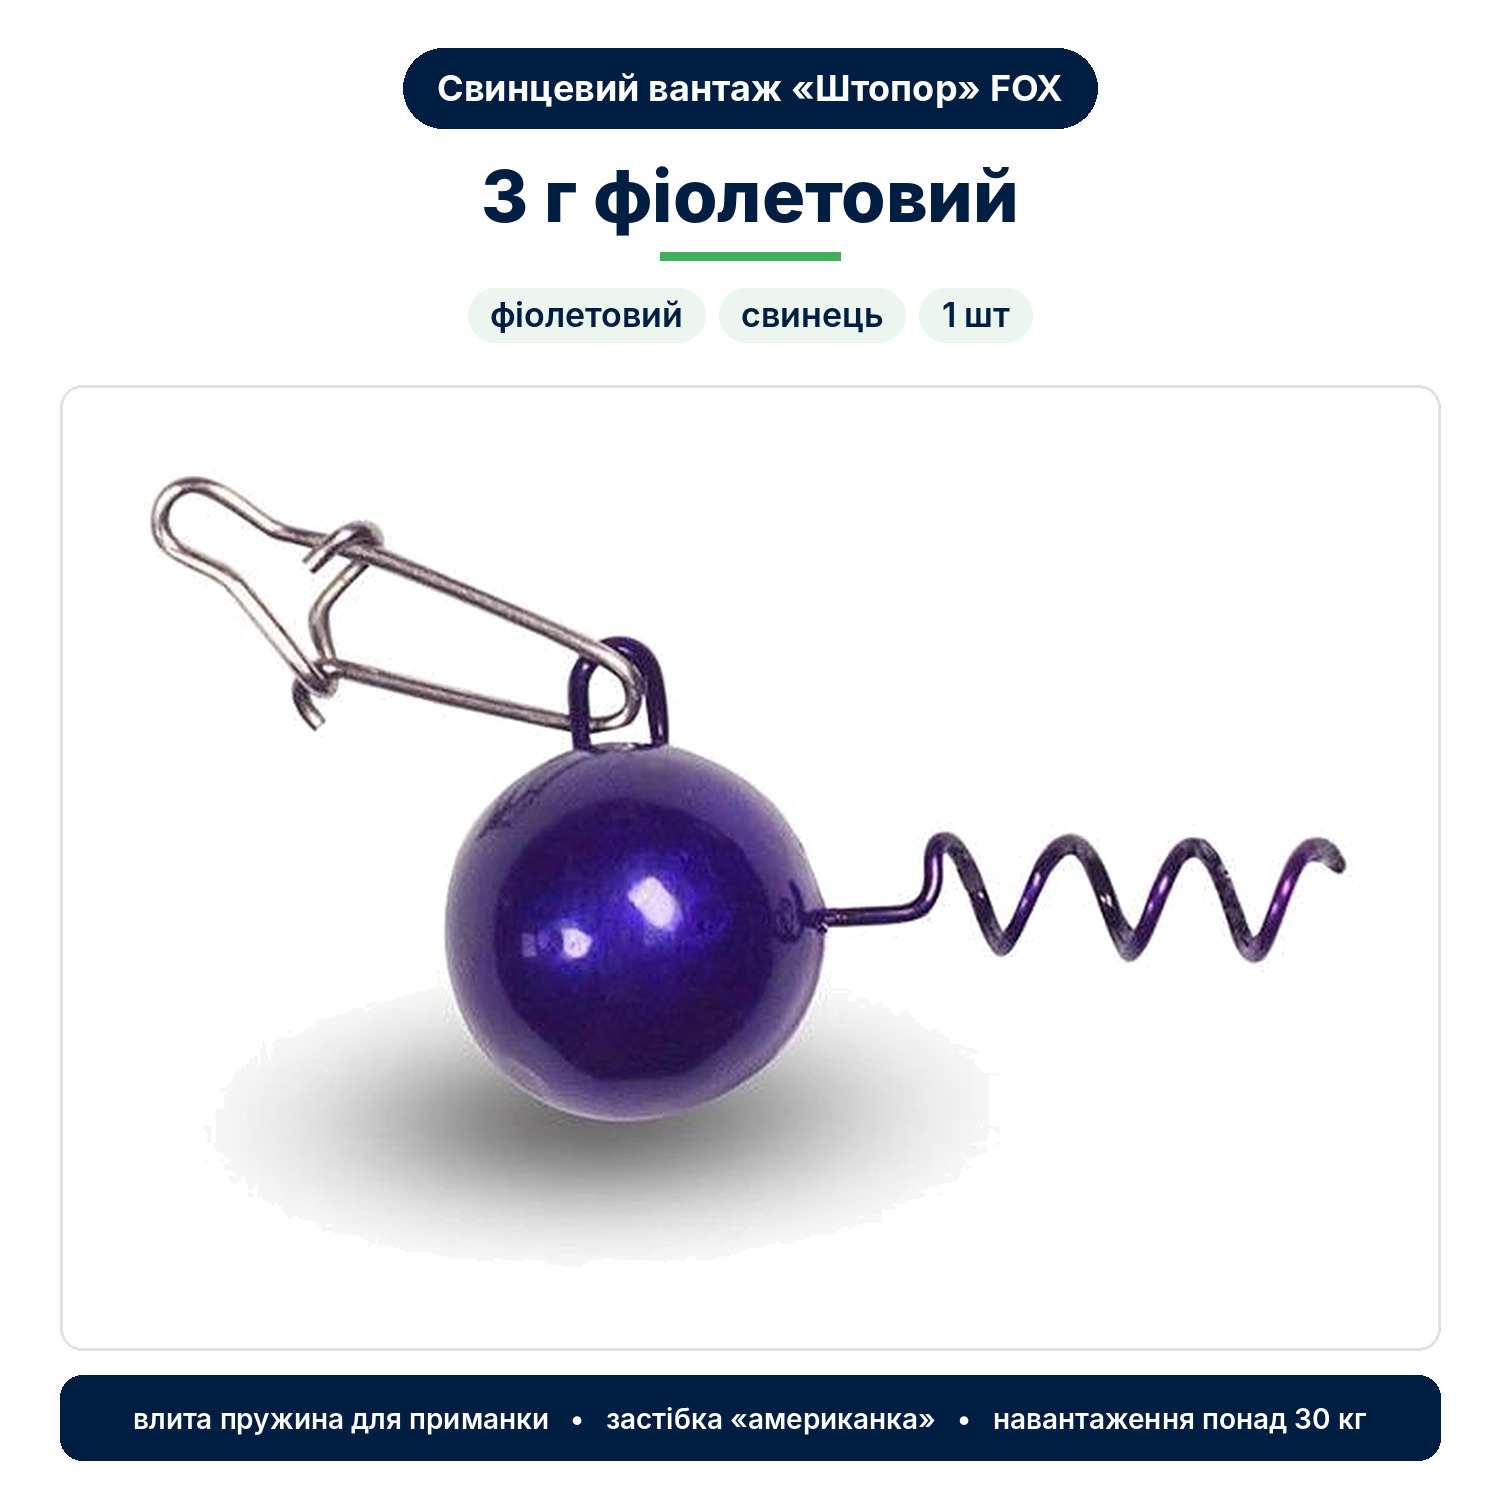 Свинцевий вантаж «Штопор» FOX
3 г фіолетовий
фіолетовий свинець 1 шт
влита пружина для приманки • застібка «американка» • навантаження понад 30 кг